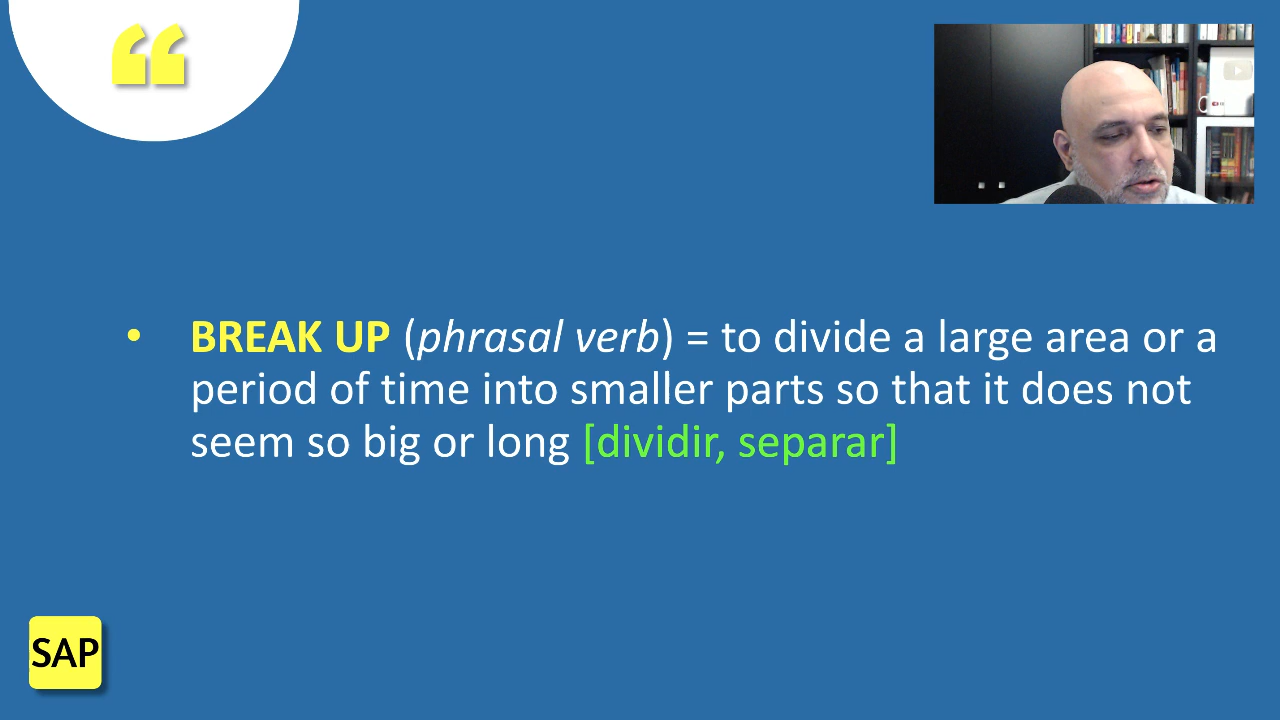 “
• BREAK UP (phrasal verb) = to divide a large area or a
period of time into smaller parts so that it does not
seem so big or long [dividir, separar]
SAP